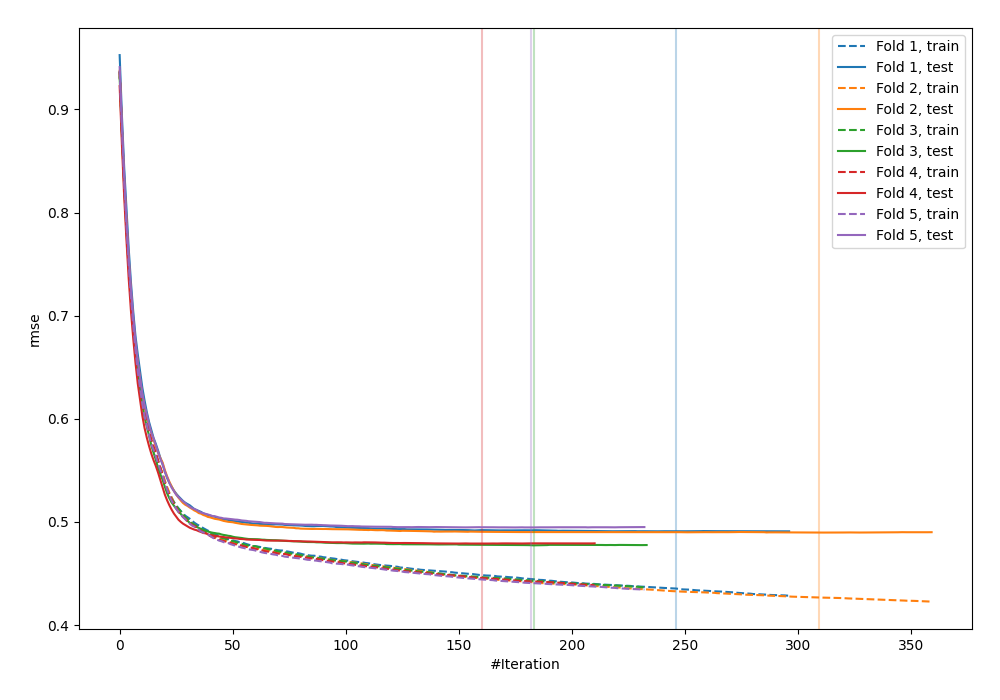 0.9
0.8
0.7
0.6
0.5
0.4
rmse
0
50
100
150
200
250
300
350
#Iteration
Fold 1, train
Fold 1, test
Fold 2, train
Fold 2, test
Fold 3, train
Fold 3, test
Fold 4, train
Fold 4, test
Fold 5, train
Fold 5, test